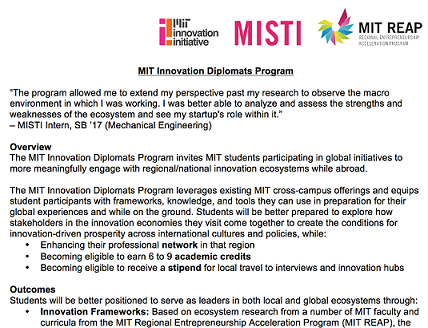 MIT
innovation
initiative
MISTI
MIT REAP
REGIONAL ENTREPRENEURSHIP
ACCELERATION PROGRAM
MIT Innovation Diplomats Program
"The program allowed me to extend my perspective past my research to observe the macro
environment in which I was working. I was better able to analyze and assess the strengths and
weaknesses of the ecosystem and see my startup's role within it."
– MISTI Intern, SB '17 (Mechanical Engineering)
Overview
The MIT Innovation Diplomats Program invites MIT students participating in global initiatives to
more meaningfully engage with regional/national innovation ecosystems while abroad.
The MIT Innovation Diplomats Program leverages existing MIT cross-campus offerings and equips
student participants with frameworks, knowledge, and tools they can use in preparation for their
global experiences and while on the ground. Students will be better prepared to explore how
stakeholders in the innovation economies they visit come together to create the conditions for
innovation-driven prosperity across international cultures and policies, while:
• Enhancing their professional network in that region
• Becoming eligible to earn 6 to 9 academic credits
• Becoming eligible to receive a stipend for local travel to interviews and innovation hubs
Outcomes
Students will be better positioned to serve as leaders in both local and global ecosystems through:
• Innovation Frameworks: Based on ecosystem research from a number of MIT faculty and
curricula from the MIT Regional Entrepreneurship Acceleration Program (MIT REAP), the